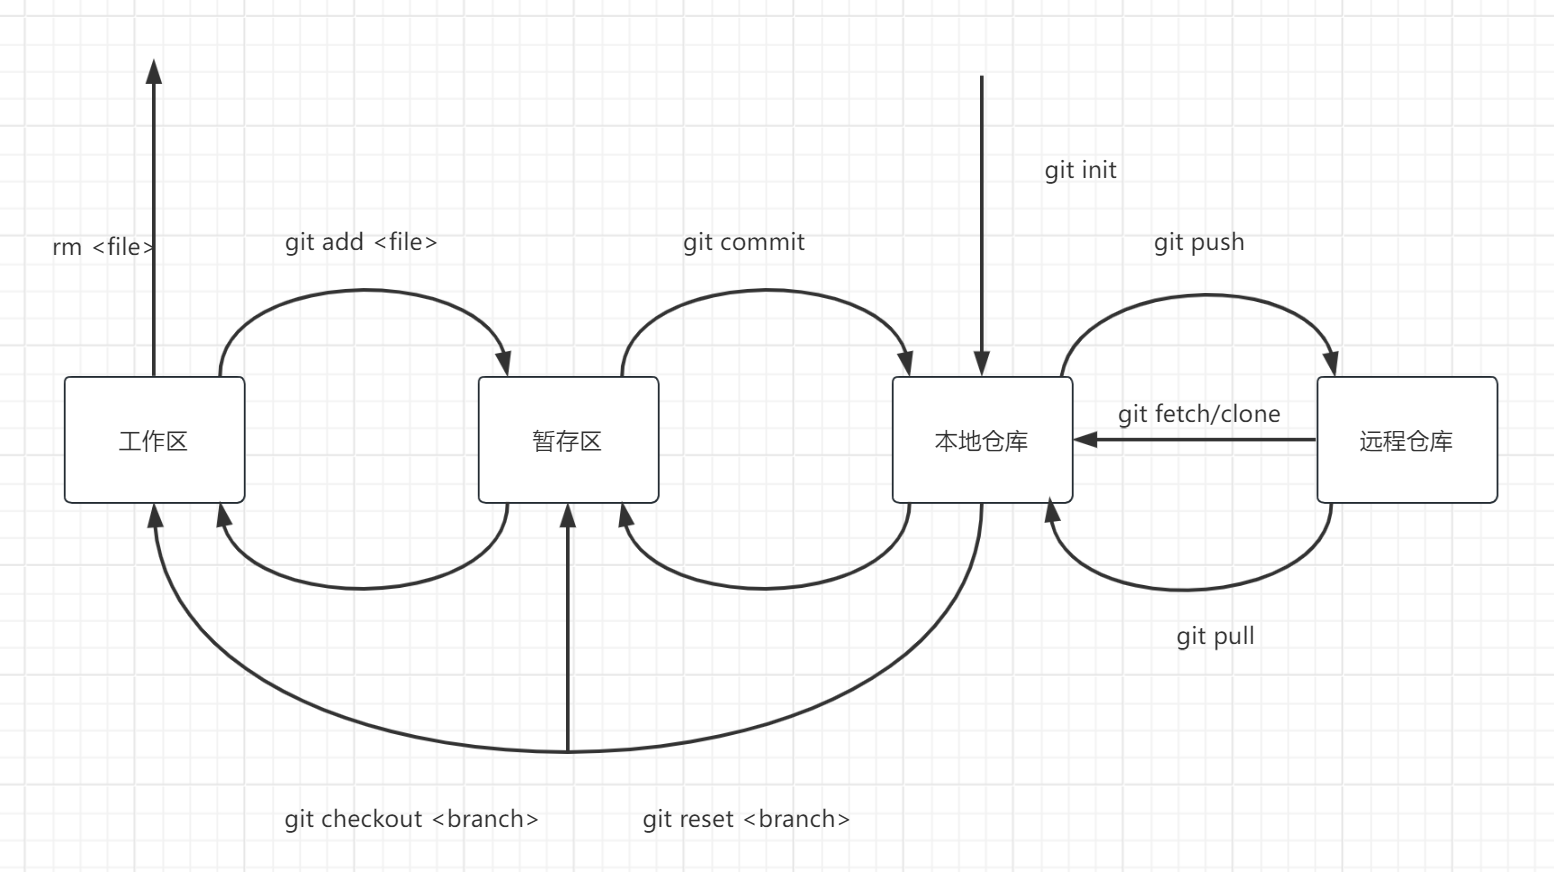 git init
rm <file>
git add <file>
git commit
git push
git fetch/clone
工作区
暂存区
本地仓库
远程仓库
git pull
git checkout <branch>
git reset <branch>